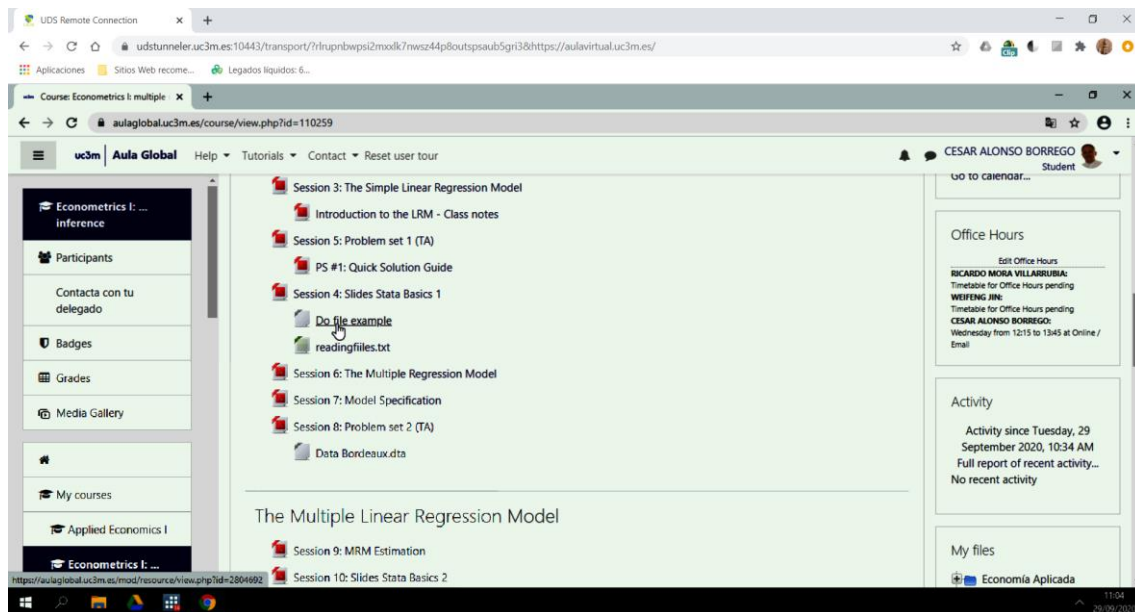 UDS Remote Connection
udstunneler.uc3m.es:10443/transport/?rlrupnbwpsi2mxxlk7nwsz44p8outspsaub5gri3&https://aulavirtual.uc3m.es/
Clip
Aplicaciones
Sitios Web recome...
Legados líquidos: 6...
Course: Econometrics I: multiple
aulaglobal.uc3m.es/course/view.php?id=110259
uc3m | Aula Global
Help
Tutorials
Contact
Reset user tour
CESAR ALONSO BORREGO
Student
Econometrics I: ...
inference
Participants
Contacta con tu
delegado
Badges
Grades
Media Gallery
My courses
Applied Economics I
Econometrics I: ...
https://aulaglobal.uc3m.es/mod/resource/view.php?id=2804692
Session 3: The Simple Linear Regression Model
Introduction to the LRM - Class notes
Session 5: Problem set 1 (TA)
PS #1: Quick Solution Guide
Session 4: Slides Stata Basics 1
Do file example
readingfiiles.txt
Session 6: The Multiple Regression Model
Session 7: Model Specification
Session 8: Problem set 2 (TA)
Data Bordeaux.dta
The Multiple Linear Regression Model
Session 9: MRM Estimation
Session 10: Slides Stata Basics 2
Go to calendar...
Office Hours
Edit Office Hours
RICARDO MORA VILLARRUBIA:
Timetable for Office Hours pending
WEIFENG JIN:
Timetable for Office Hours pending
CESAR ALONSO BORREGO:
Wednesday from 12:15 to 13:45 at Online /
Email
Activity
Activity since Tuesday, 29
September 2020, 10:34 AM
Full report of recent activity...
No recent activity
My files
Economía Aplicada
11:04